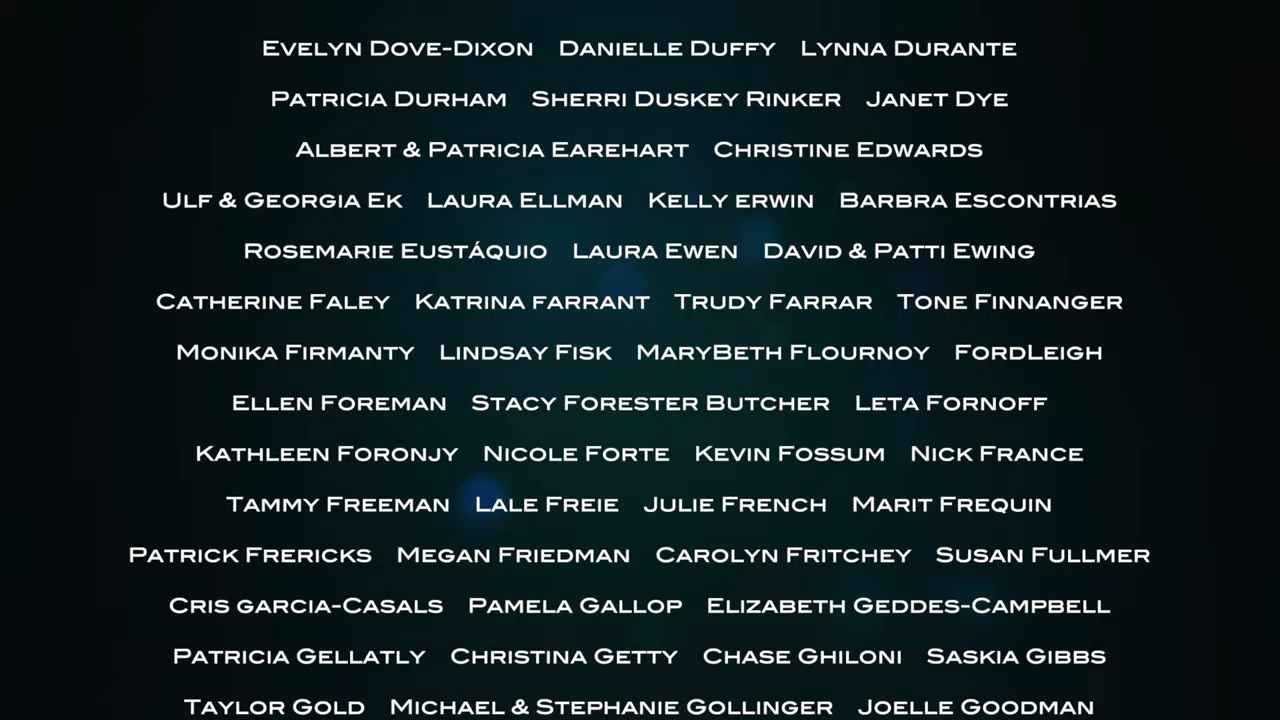 Evelyn Dove-Dixon Danielle Duffy Lynna Durante
Patricia Durham Sherri Duskey Rinker Janet Dye
Albert & Patricia Earehart Christine Edwards
Ulf & Georgia Ek Laura Ellman Kelly erwin Barbra Escontrias
Rosemarie Eustáquio Laura Ewen David & Patti Ewing
Catherine Faley Katrina farrant Trudy Farrar Tone Finnanger
Monika Firmanty Lindsay Fisk MaryBeth Flournoy FordLeigh
Ellen Foreman Stacy Forester Butcher Leta Fornoff
Kathleen Foronjy Nicole Forte Kevin Fossum Nick France
Tammy Freeman Lale Freie Julie French Marit Frequin
Patrick Frericks Megan Friedman Carolyn Fritchey Susan Fullmer
Cris garcia-Casals Pamela Gallop Elizabeth Geddes-Campbell
Patricia Gellatly Christina Getty Chase Ghiloni Saskia Gibbs
Taylor Gold Michael & Stephanie Gollinger Joelle Goodman